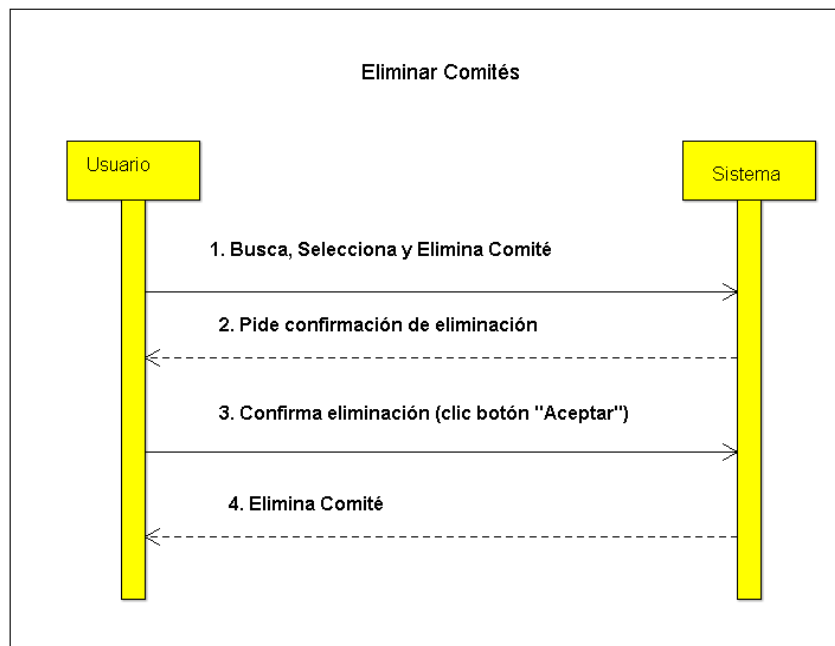 Eliminar Comités
Usuario
Sistema
1. Busca, Selecciona y Elimina Comité
2. Pide confirmación de eliminación
3. Confirma eliminación (clic botón "Aceptar")
4. Elimina Comité